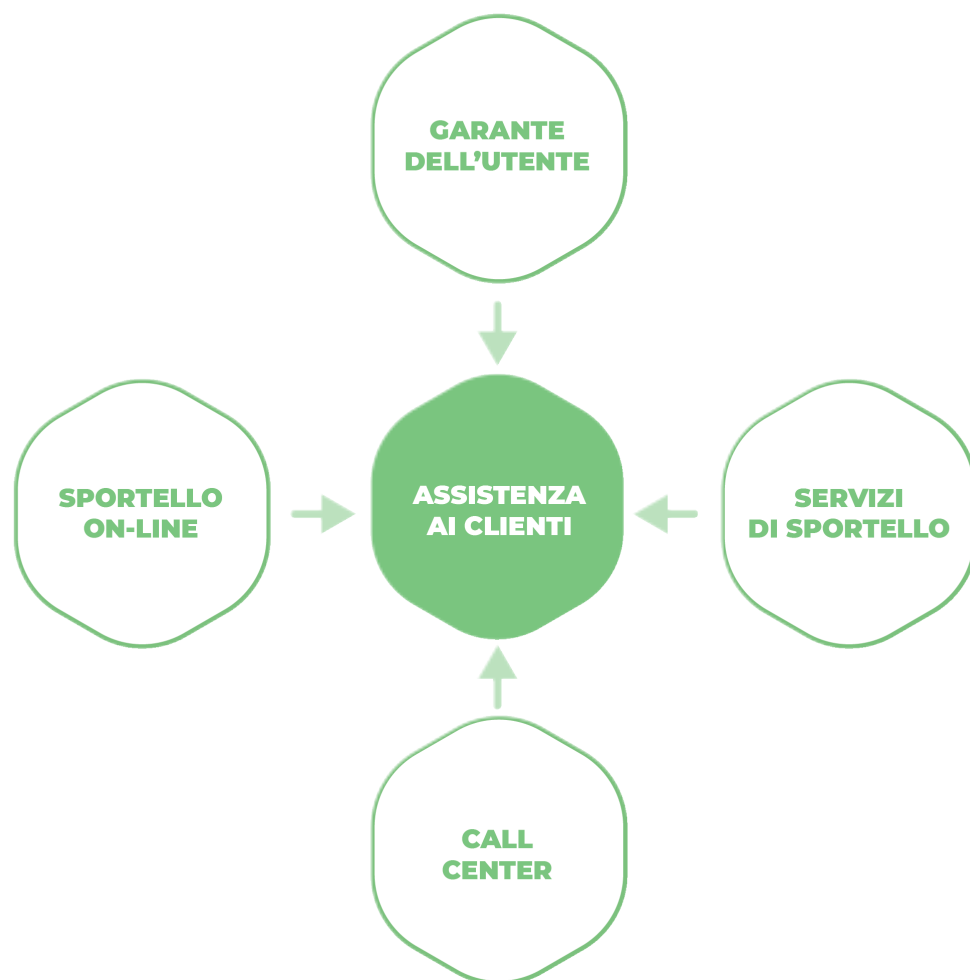 GARANTE
DELL’UTENTE
SPORTELLO
ON-LINE
ASSISTENZA
AI CLIENTI
SERVIZI
DI SPORTELLO
CALL
CENTER